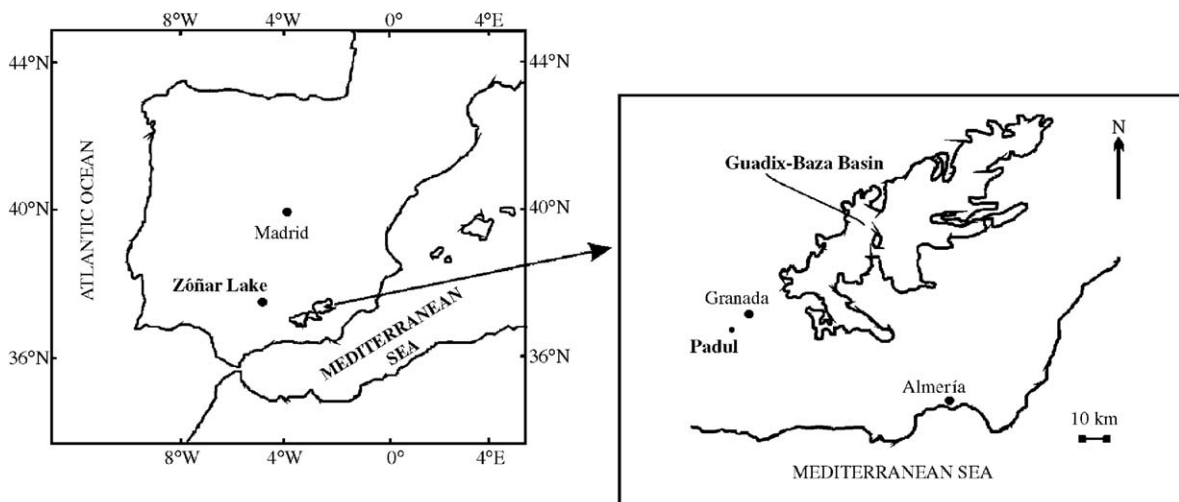 8°W 4°W 0° 4°E
44°N 44°N
ATLANTIC OCEAN
40°N 40°N
Madrid
Zóñar Lake
MEDITERRANEAN
SEA
36°N 36°N
8°W 4°W 0° 4°E
N
Guadix-Baza Basin
Granada
Padul
Almería
10 km
MEDITERRANEAN SEA